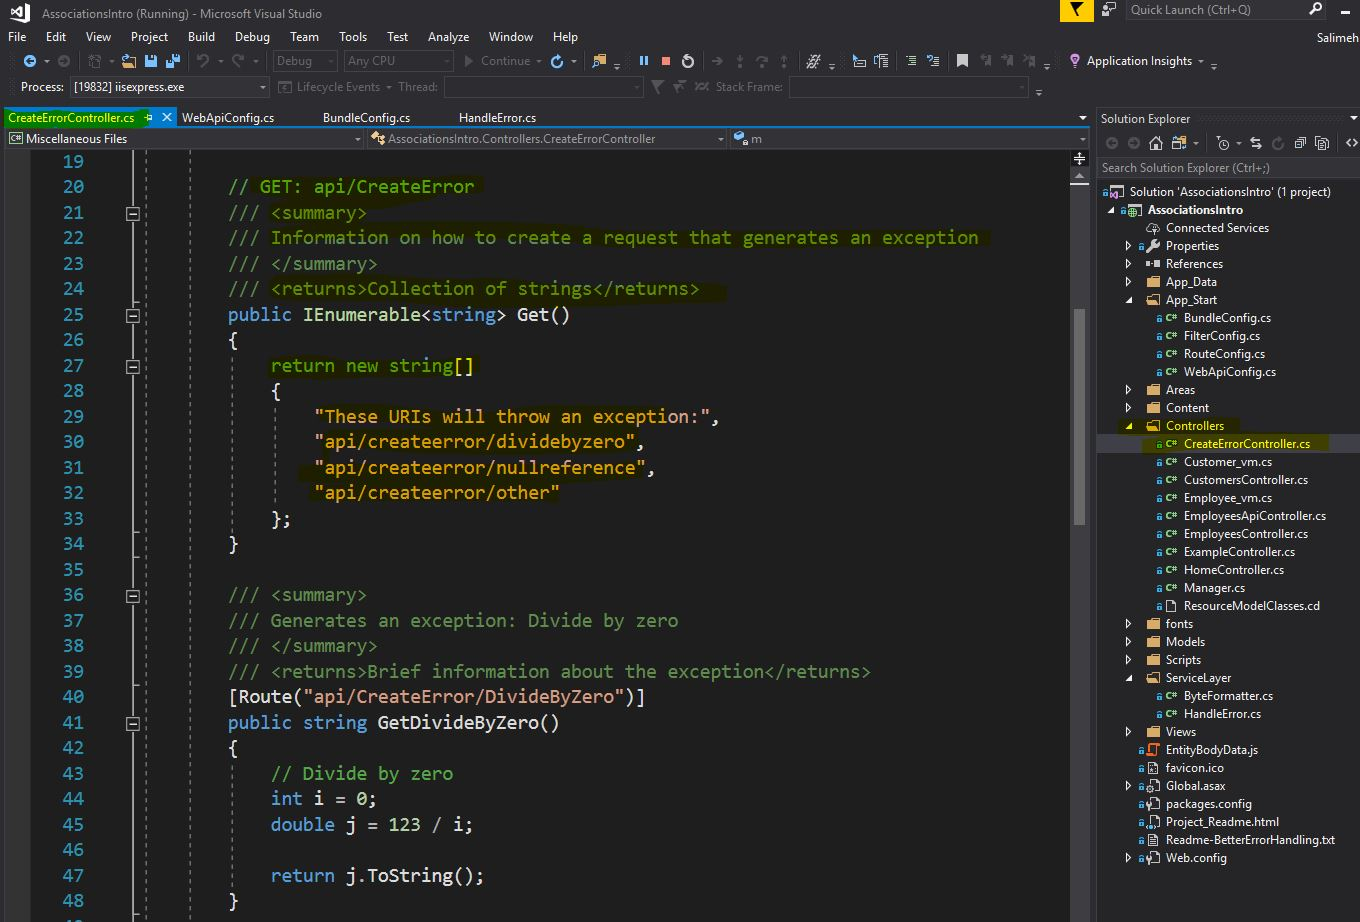 AssociationsIntro (Running) - Microsoft Visual Studio
Quick Launch (Ctrl+Q)
File Edit View Project Build Debug Team Tools Test Analyze Window Help
Salimeh
Debug Any CPU Continue Application Insights
Process: [19832] iisexpress.exe Lifecycle Events Thread: Stack Frame:
CreateErrorController.cs WebApiConfig.cs BundleConfig.cs HandleError.cs
Miscellaneous Files AssociationsIntro.Controllers.CreateErrorController m
19
20 // GET: api/CreateError
21 /// <summary>
22 /// Information on how to create a request that generates an exception
23 /// </summary>
24 /// <returns>Collection of strings</returns>
25 public IEnumerable<string> Get()
26 {
27 return new string[]
28 {
29 "These URIs will throw an exception:",
30 "api/createerror/dividebyzero",
31 "api/createerror/nullreference",
32 "api/createerror/other"
33 };
34 }
35
36 /// <summary>
37 /// Generates an exception: Divide by zero
38 /// </summary>
39 /// <returns>Brief information about the exception</returns>
40 [Route("api/CreateError/DivideByZero")]
41 public string GetDivideByZero()
42 {
43 // Divide by zero
44 int i = 0;
45 double j = 123 / i;
46
47 return j.ToString();
48 }
Solution Explorer
Search Solution Explorer (Ctrl+;)
Solution 'AssociationsIntro' (1 project)
AssociationsIntro
Connected Services
Properties
References
App_Data
App_Start
BundleConfig.cs
FilterConfig.cs
RouteConfig.cs
WebApiConfig.cs
Areas
Content
Controllers
CreateErrorController.cs
Customer_vm.cs
CustomersController.cs
Employee_vm.cs
EmployeesApiController.cs
EmployeesController.cs
ExampleController.cs
HomeController.cs
Manager.cs
ResourceModelClasses.cd
fonts
Models
Scripts
ServiceLayer
ByteFormatter.cs
HandleError.cs
Views
EntityBodyData.js
favicon.ico
Global.asax
packages.config
Project_Readme.html
Readme-BetterErrorHandling.txt
Web.config